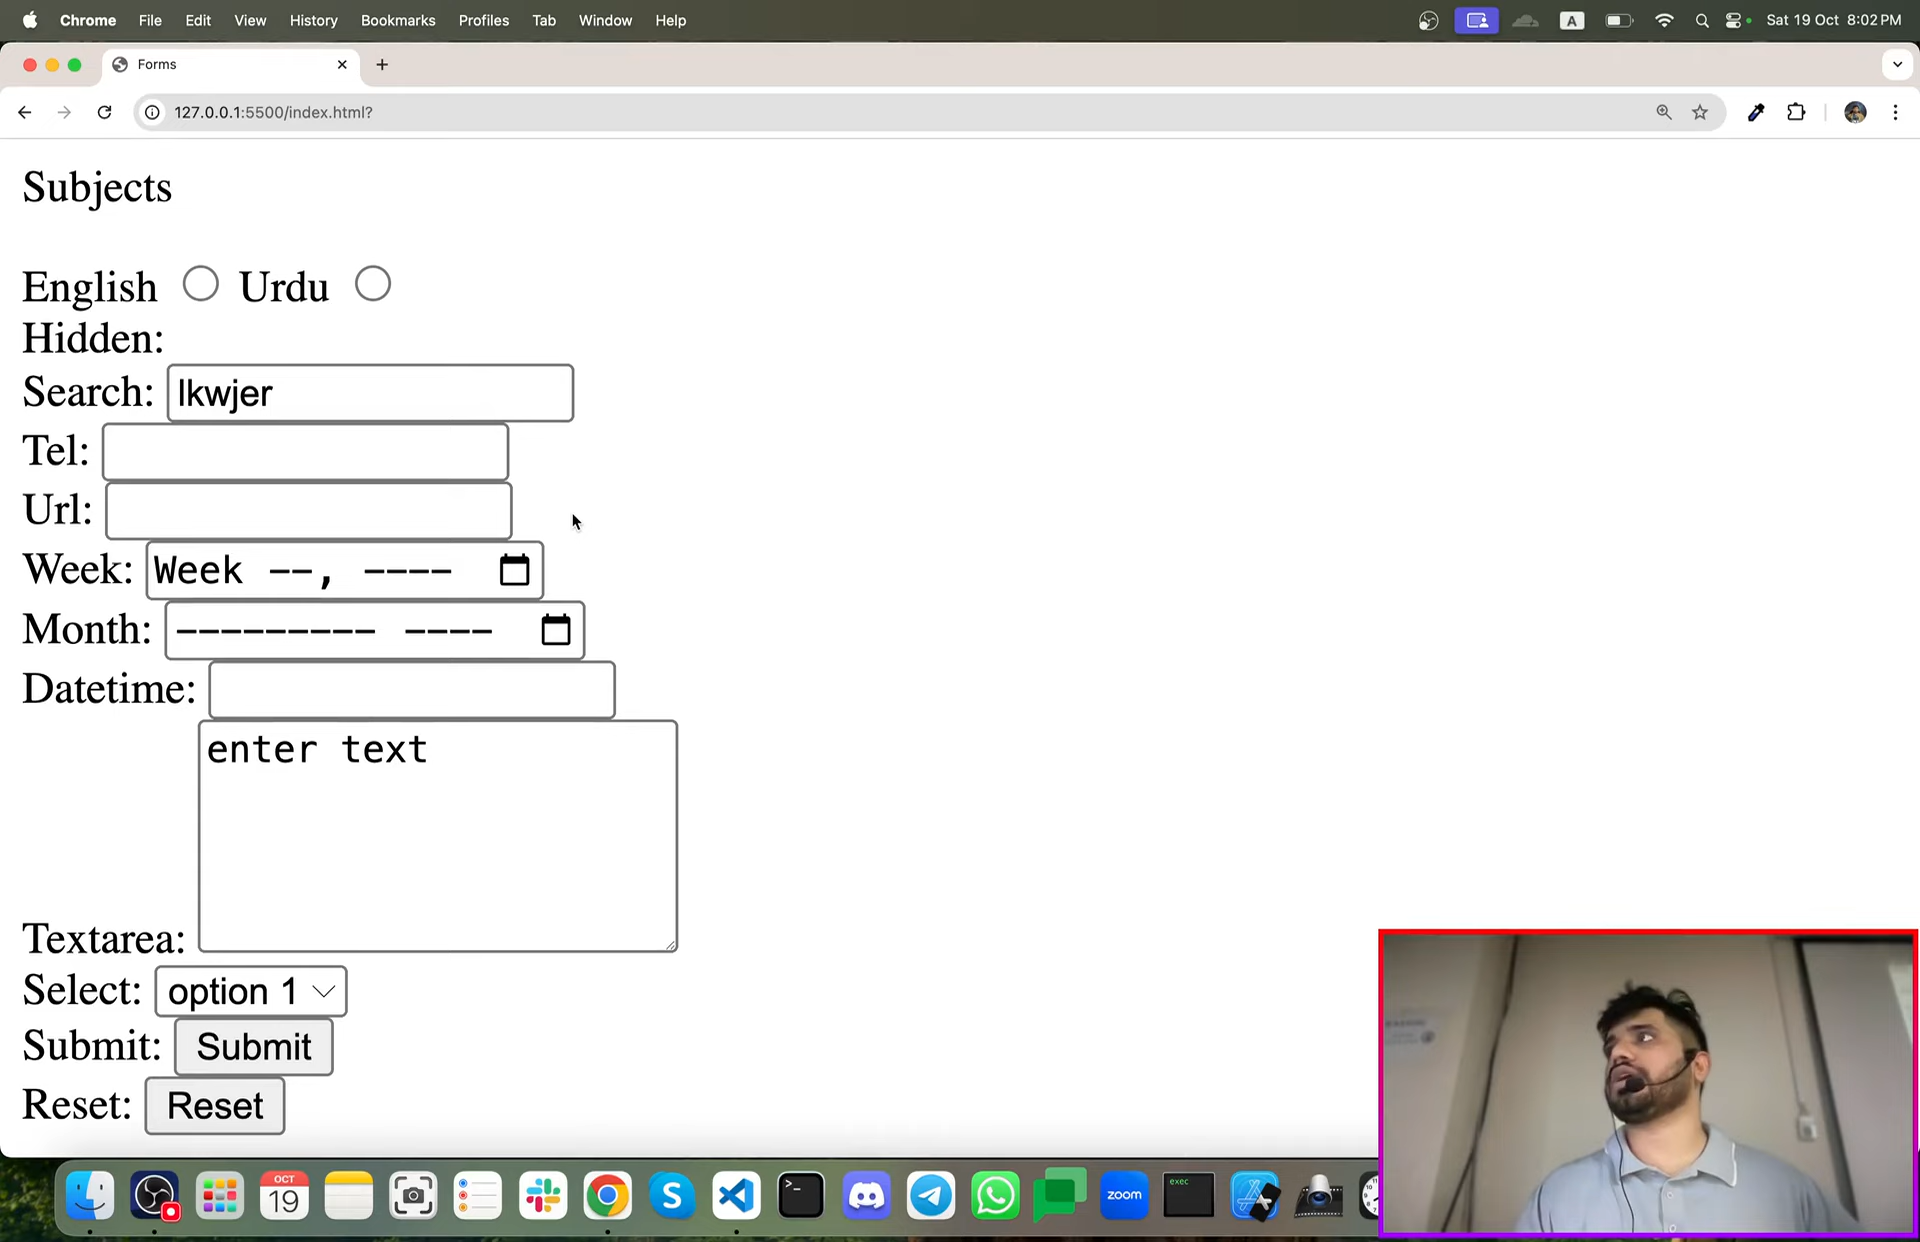 Chrome File Edit View History Bookmarks Profiles Tab Window Help A Sat 19 Oct 8:02 PM
Forms
127.0.0.1:5500/index.html?
Subjects
English Urdu
Hidden:
Search: lkwjer
Tel:
Url:
Week: Week --, ----
Month: --------- ----
Datetime:
enter text
Textarea:
Select: option 1
Submit: Submit
Reset: Reset
OCT
19
S
>_
zoom
exec